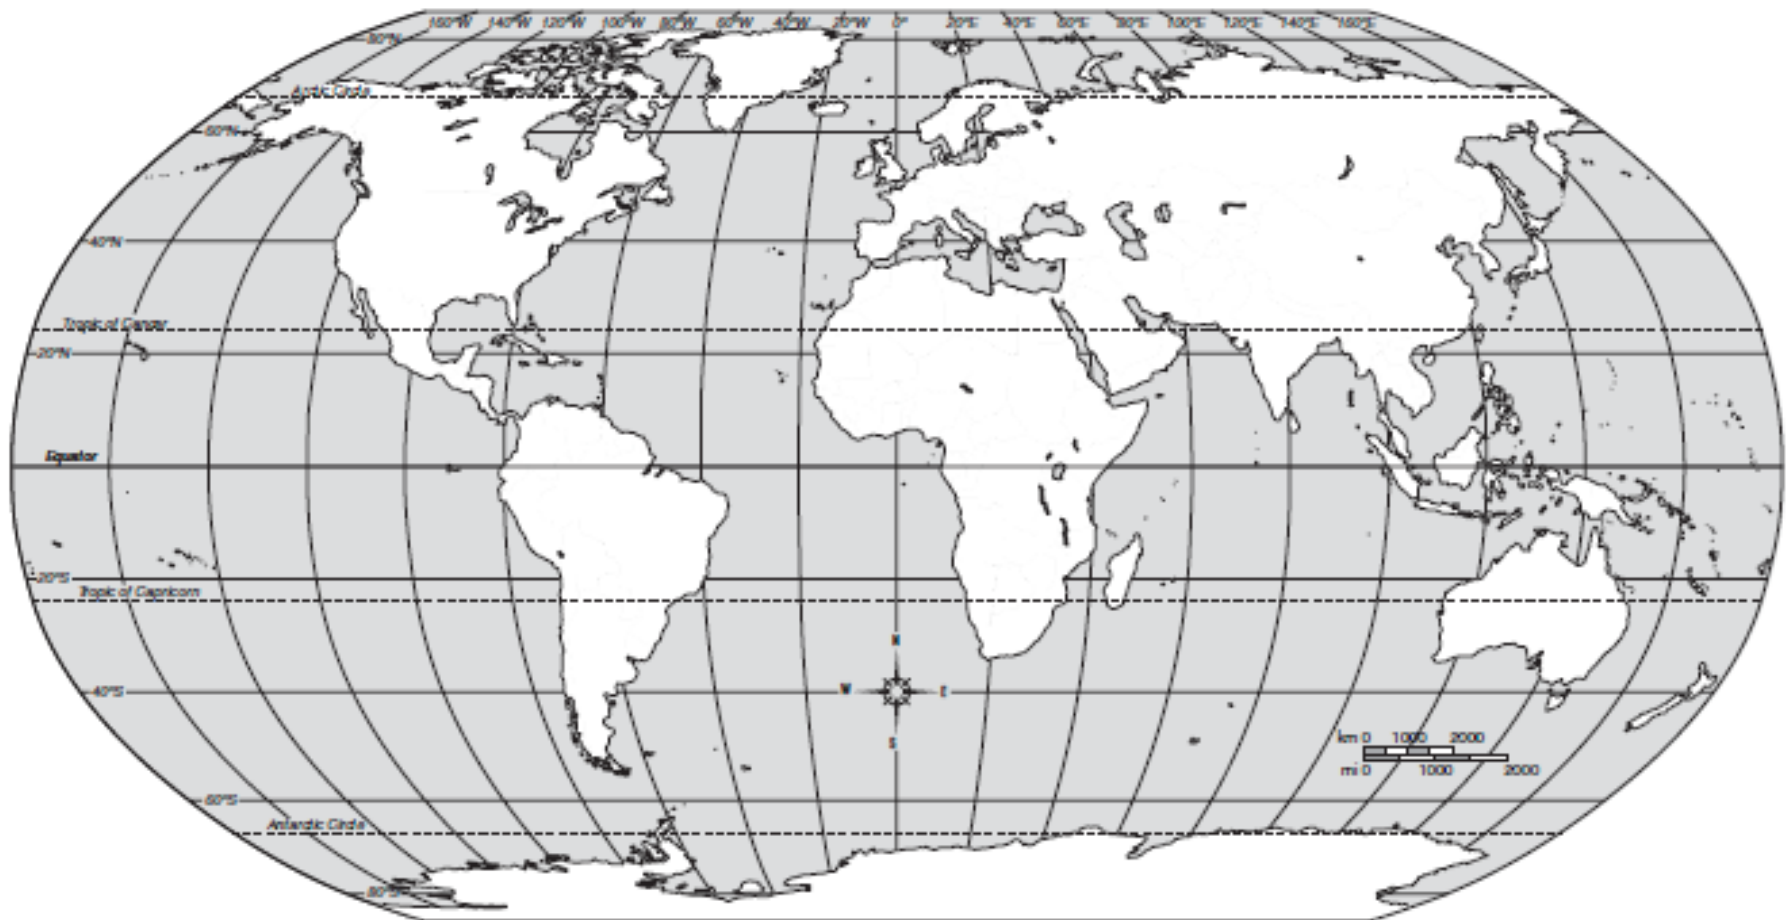 160°W 140°W 120°W 100°W 80°W 60°W 40°W 20°W 0° 20°E 40°E 60°E 80°E 100°E 120°E 140°E 160°E
80°N
Arctic Circle
60°N
40°N
Tropic of Cancer
20°N
Equator
20°S
Tropic of Capricorn
N
W E
40°S
S
km 0 1000 2000
mi 0 1000 2000
60°S
Antarctic Circle
80°S